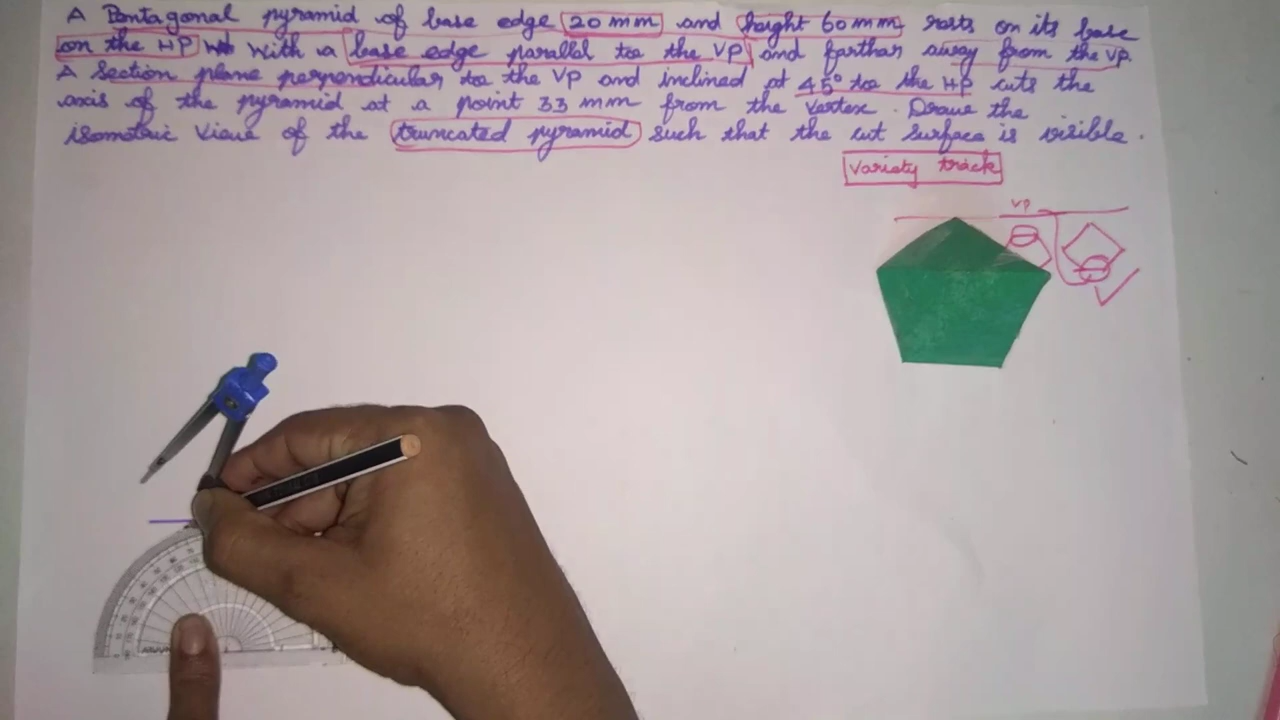 A Pentagonal pyramid of base edge 20 mm and height 60 mm rests on its base
on the HP with a base edge parallel to the VP and farther away from the VP.
A Section plane perpendicular to the VP and inclined at 45° to the HP cuts the
axis of the pyramid at a point 33 mm from the vertex. Draw the
isometric view of the truncated pyramid such that the cut surface is visible.
Variety track
VP